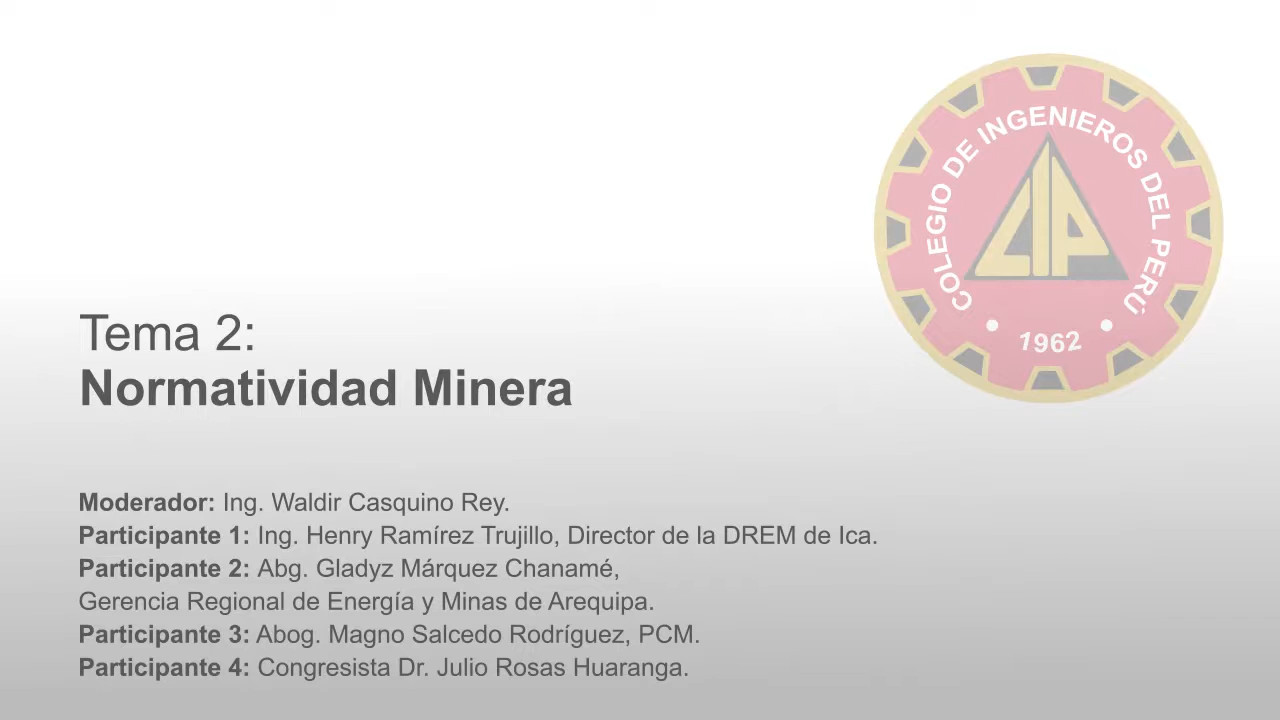 COLEGIO DE INGENIEROS DEL PERÚ
CIP
1962
Tema 2:
Normatividad Minera
Moderador: Ing. Waldir Casquino Rey.
Participante 1: Ing. Henry Ramírez Trujillo, Director de la DREM de Ica.
Participante 2: Abg. Gladyz Márquez Chanamé,
Gerencia Regional de Energía y Minas de Arequipa.
Participante 3: Abog. Magno Salcedo Rodríguez, PCM.
Participante 4: Congresista Dr. Julio Rosas Huaranga.